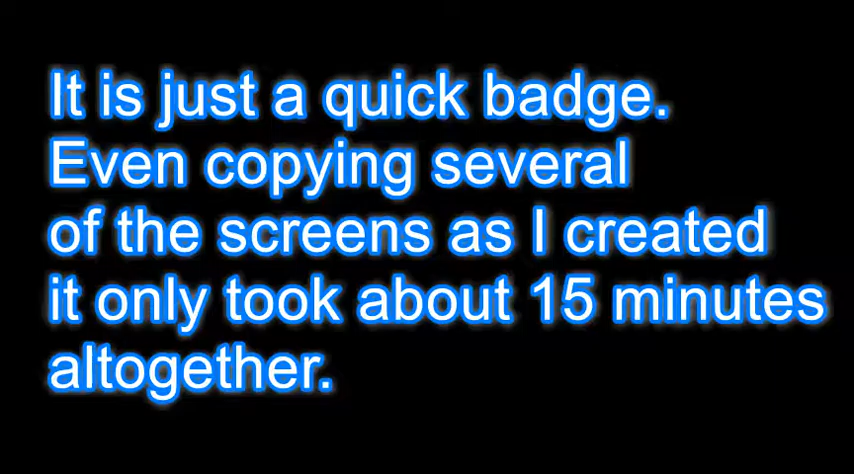 It is just a quick badge.
Even copying several
of the screens as I created
it only took about 15 minutes
altogether.